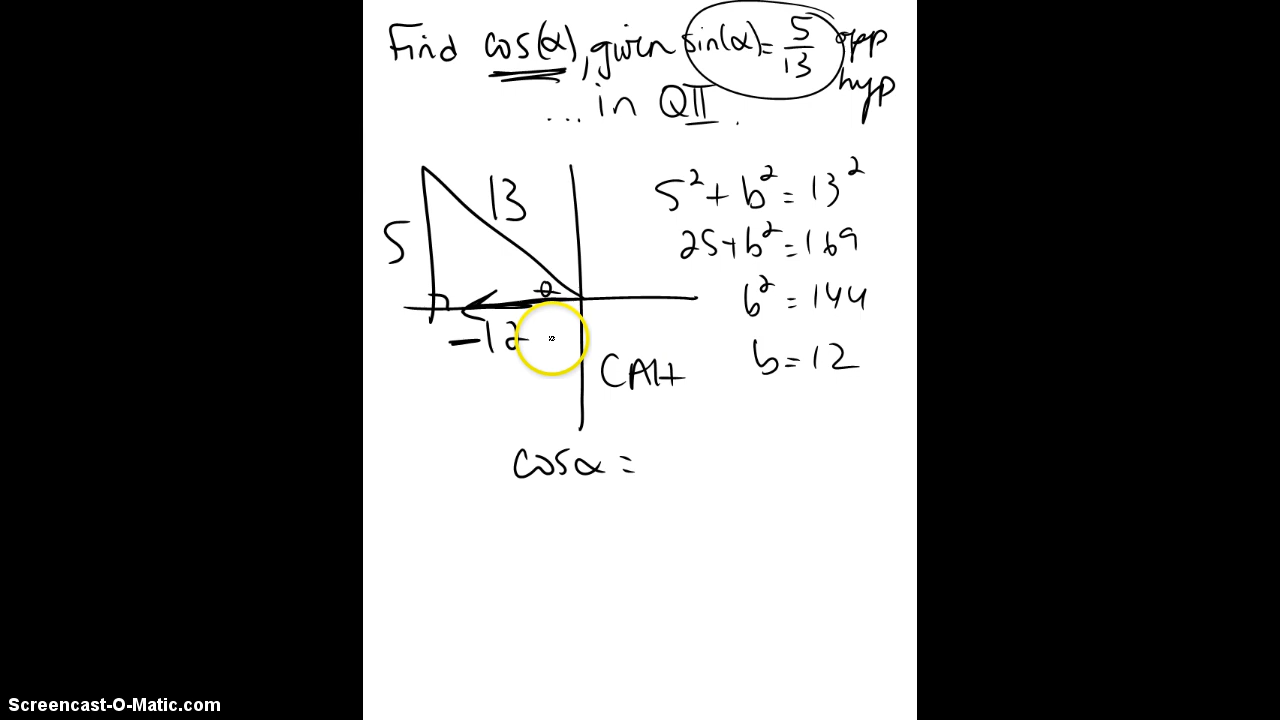 Find cos(α), given sin(α) = 5/13 opp hyp
... in QII.
13
5
θ
-12
5² + b² = 13²
25 + b² = 169
b² = 144
b = 12
CAH
cosα =
Screencast-O-Matic.com